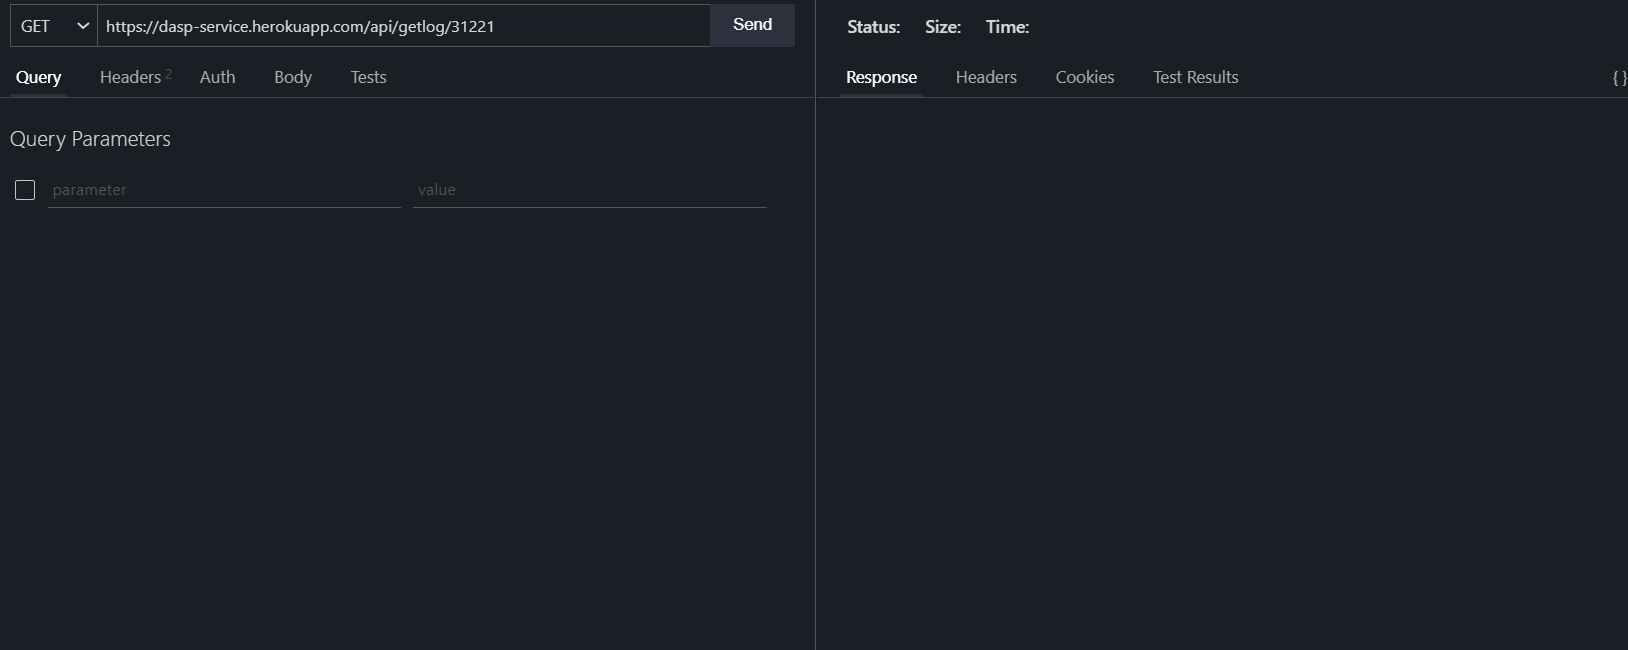 GET https://dasp-service.herokuapp.com/api/getlog/31221 Send
Query Headers 2 Auth Body Tests
Query Parameters
parameter value
Status: Size: Time:
Response Headers Cookies Test Results { }